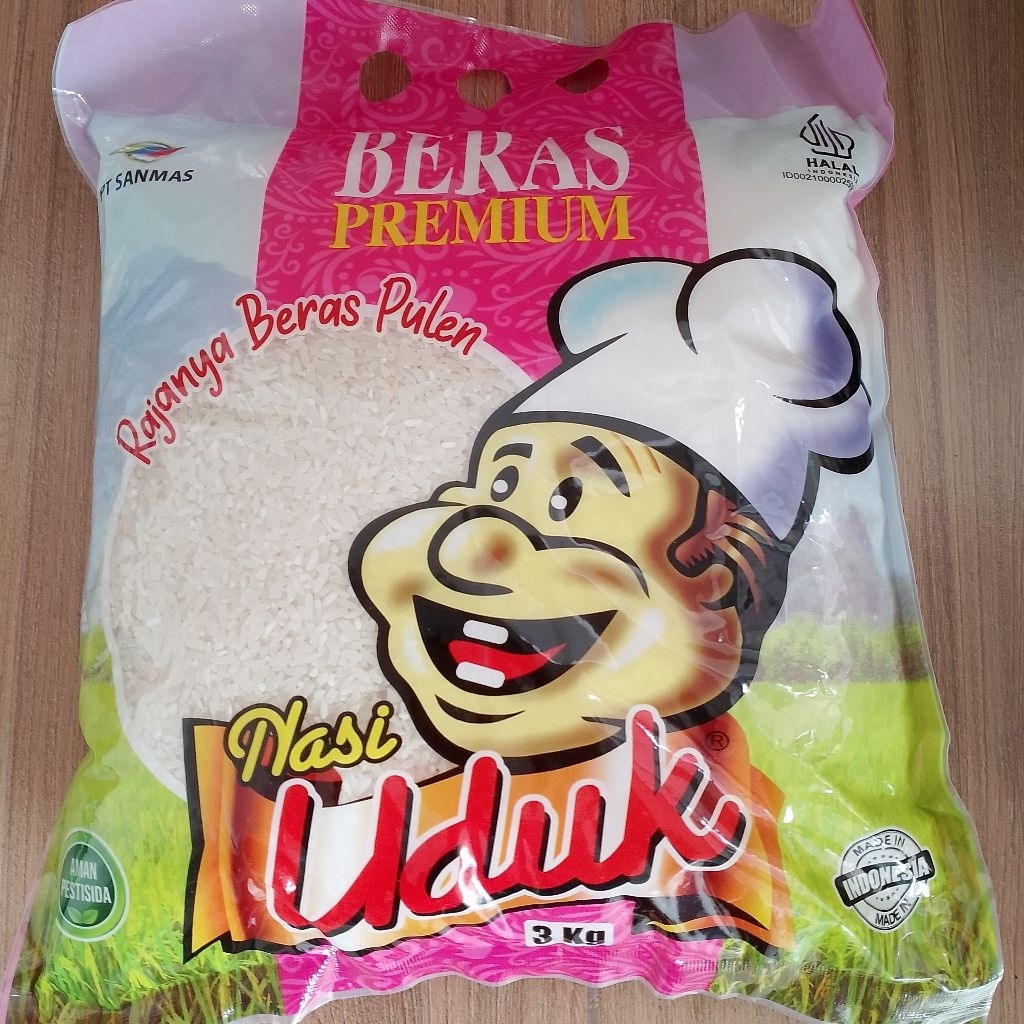 PT SANMAS
BERAS
PREMIUM
HALAL
INDONESIA
Rajanya Beras Pulen
Nasi
Uduk
®
AMAN
PESTISIDA
MADE IN
INDONESIA
MADE IN
3 Kg